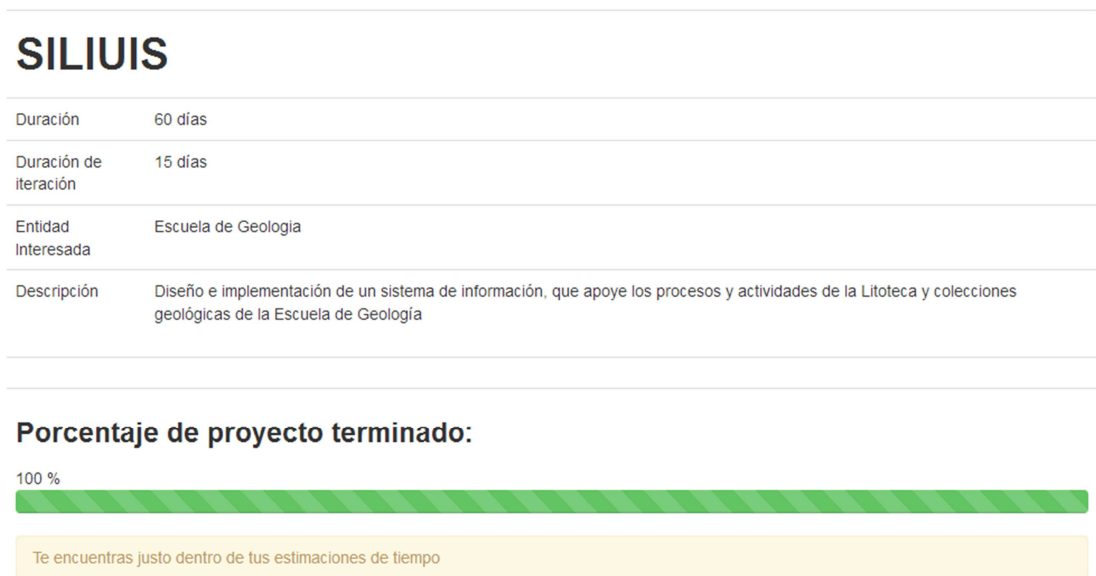 SILIUIS
Duración 60 días
Duración de 15 días
iteración
Entidad Escuela de Geologia
Interesada
Descripción Diseño e implementación de un sistema de información, que apoye los procesos y actividades de la Litoteca y colecciones
geológicas de la Escuela de Geología
Porcentaje de proyecto terminado:
100 %
Te encuentras justo dentro de tus estimaciones de tiempo